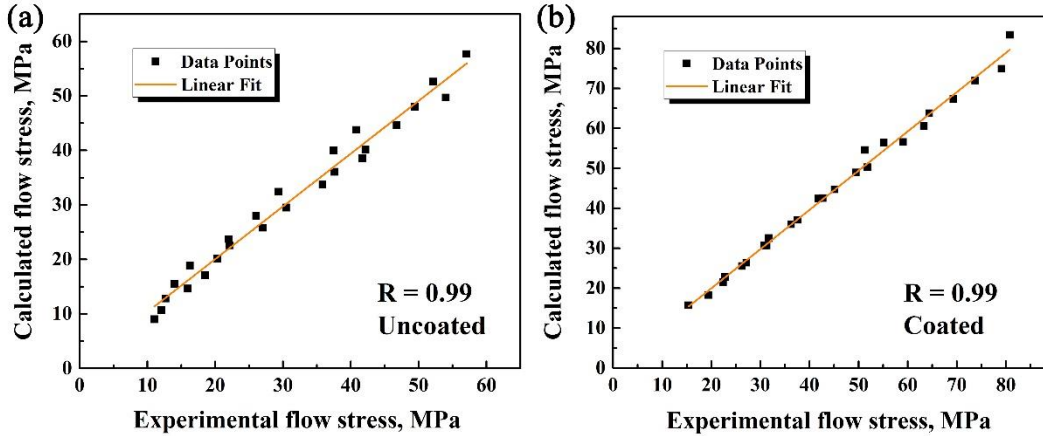 (a)
Calculated flow stress, MPa
60
50
40
30
20
10
0
Data Points
Linear Fit
R = 0.99
Uncoated
0 10 20 30 40 50 60
Experimental flow stress, MPa
(b)
Calculated flow stress, MPa
80
70
60
50
40
30
20
10
0
Data Points
Linear Fit
R = 0.99
Coated
0 10 20 30 40 50 60 70 80
Experimental flow stress, MPa